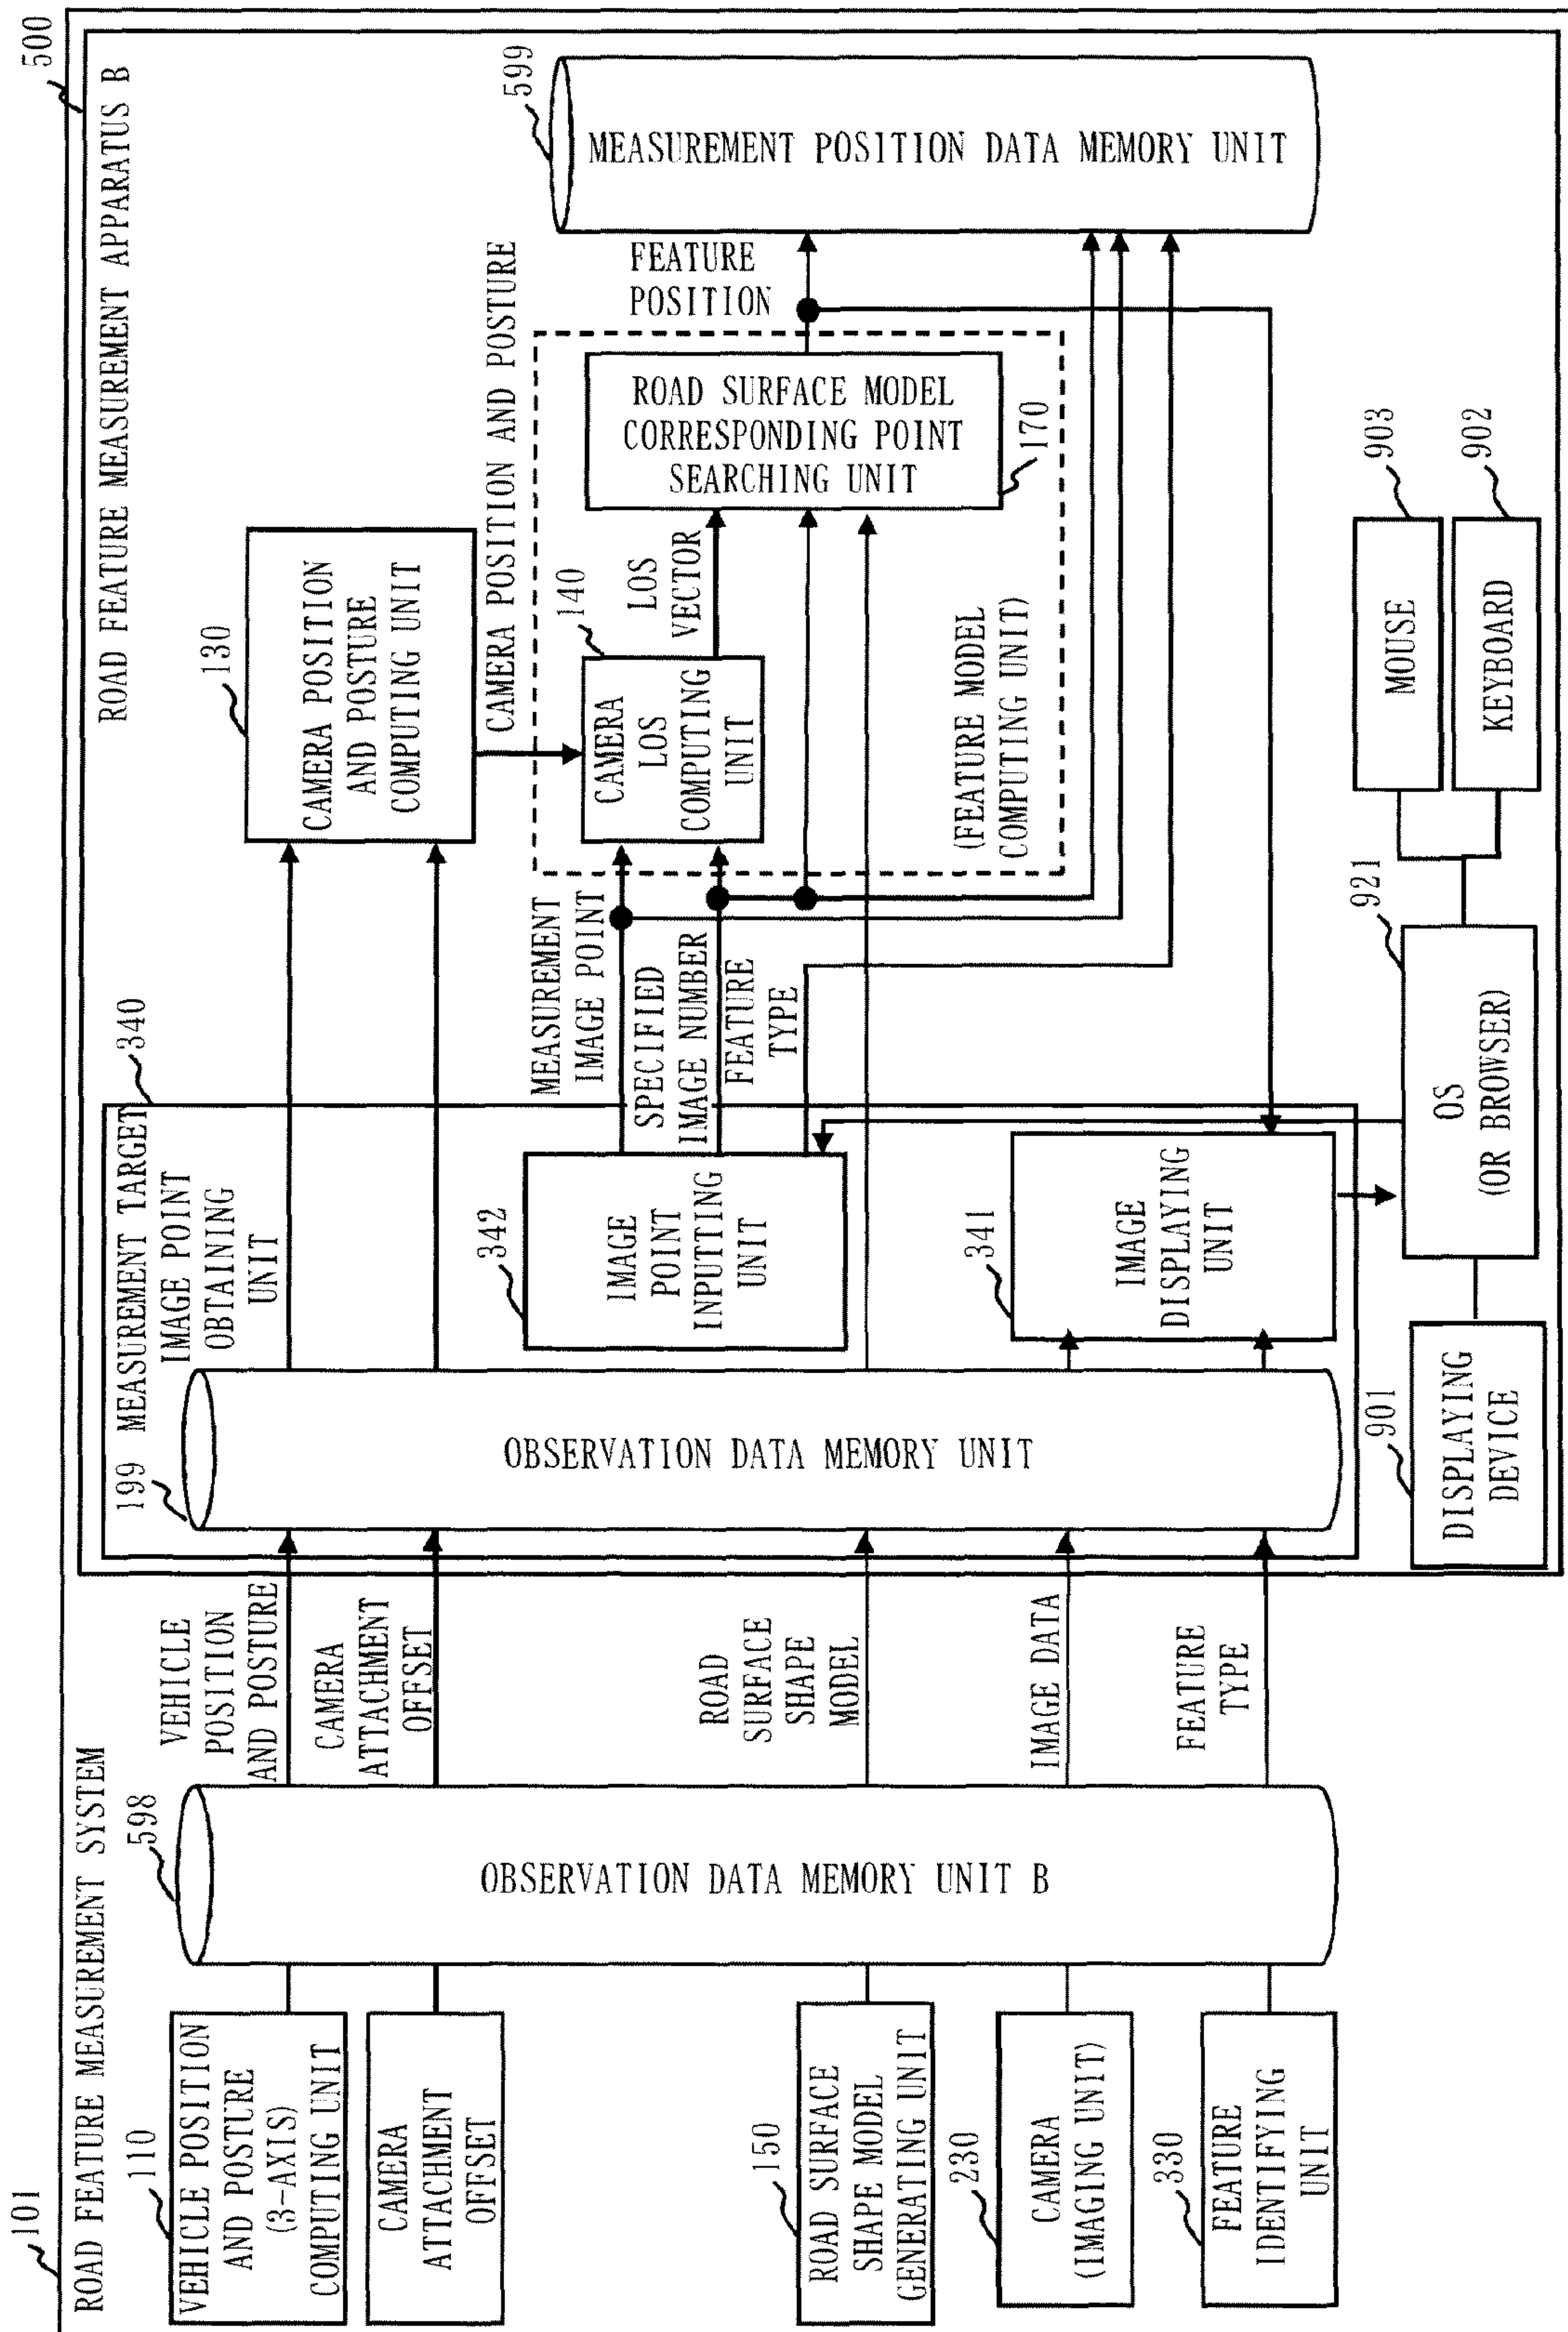 101
ROAD FEATURE MEASUREMENT SYSTEM
110
VEHICLE POSITION
AND POSTURE
(3-AXIS)
COMPUTING UNIT
CAMERA
ATTACHMENT
OFFSET
150
ROAD SURFACE
SHAPE MODEL
GENERATING UNIT
230
CAMERA
(IMAGING UNIT)
330
FEATURE
IDENTIFYING
UNIT
598
OBSERVATION DATA MEMORY UNIT B
VEHICLE
POSITION
AND POSTURE
CAMERA
ATTACHMENT
OFFSET
ROAD
SURFACE
SHAPE
MODEL
IMAGE DATA
FEATURE
TYPE
500
ROAD FEATURE MEASUREMENT APPARATUS B
340
199
MEASUREMENT TARGET
IMAGE POINT
OBTAINING
UNIT
OBSERVATION DATA MEMORY UNIT
342
IMAGE
POINT
INPUTTING
UNIT
341
IMAGE
DISPLAYING
UNIT
MEASUREMENT
IMAGE POINT
SPECIFIED
IMAGE NUMBER
FEATURE
TYPE
130
CAMERA POSITION
AND POSTURE
COMPUTING UNIT
CAMERA POSITION AND POSTURE
140
CAMERA
LOS
COMPUTING
UNIT
LOS
VECTOR
ROAD SURFACE MODEL
CORRESPONDING POINT
SEARCHING UNIT
170
(FEATURE MODEL
COMPUTING UNIT)
FEATURE
POSITION
599
MEASUREMENT POSITION DATA MEMORY UNIT
901
DISPLAYING
DEVICE
921
OS
(OR BROWSER)
903
MOUSE
902
KEYBOARD